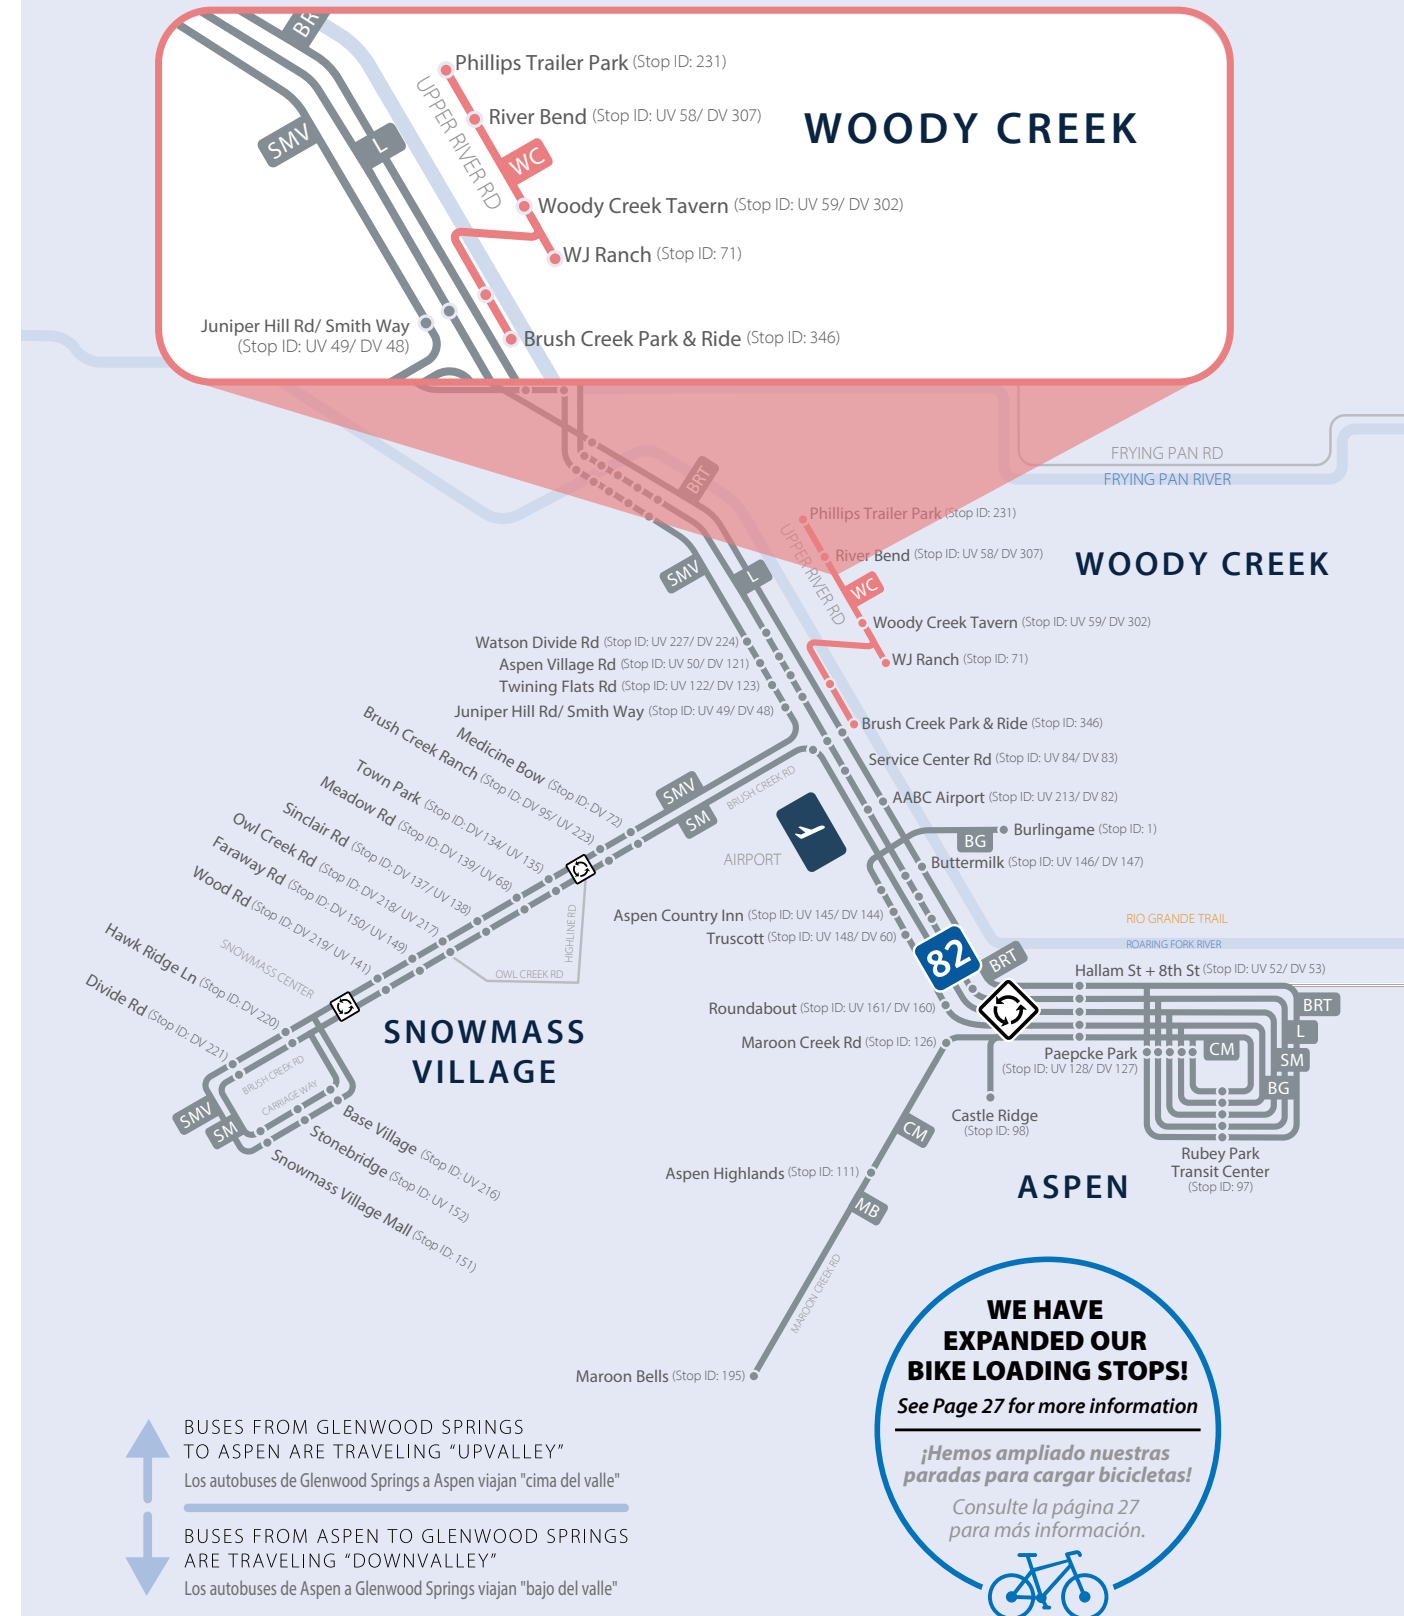 BR
Phillips Trailer Park (Stop ID: 231)
UPPER RIVER RD
River Bend (Stop ID: UV 58/ DV 307)
WOODY CREEK
SMV
L
WC
Woody Creek Tavern (Stop ID: UV 59/ DV 302)
WJ Ranch (Stop ID: 71)
Juniper Hill Rd/ Smith Way
(Stop ID: UV 49/ DV 48)
Brush Creek Park & Ride (Stop ID: 346)
FRYING PAN RD
FRYING PAN RIVER
BRT
Phillips Trailer Park (Stop ID: 231)
UPPER RIVER RD
River Bend (Stop ID: UV 58/ DV 307)
WOODY CREEK
SMV
L
WC
Woody Creek Tavern (Stop ID: UV 59/ DV 302)
Watson Divide Rd (Stop ID: UV 227/ DV 224)
WJ Ranch (Stop ID: 71)
Aspen Village Rd (Stop ID: UV 50/ DV 121)
Twining Flats Rd (Stop ID: UV 122/ DV 123)
Juniper Hill Rd/ Smith Way (Stop ID: UV 49/ DV 48)
Brush Creek Park & Ride (Stop ID: 346)
Service Center Rd (Stop ID: UV 84/ DV 83)
Medicine Bow (Stop ID: DV 72)
Brush Creek Ranch (Stop ID: DV 95/ UV 223)
Town Park (Stop ID: DV 134/ UV 135)
Meadow Rd (Stop ID: DV 139/ UV 68)
Sinclair Rd (Stop ID: DV 137/ UV 138)
Owl Creek Rd (Stop ID: DV 218/ UV 217)
Faraway Rd (Stop ID: DV 150/ UV 149)
Wood Rd (Stop ID: DV 219/ UV 141)
Hawk Ridge Ln (Stop ID: DV 220)
Divide Rd (Stop ID: DV 221)
SMV
SM
BRUSH CREEK RD
AABC Airport (Stop ID: UV 213/ DV 82)
AIRPORT
BG
Burlingame (Stop ID: 1)
Buttermilk (Stop ID: UV 146/ DV 147)
Aspen Country Inn (Stop ID: UV 145/ DV 144)
Truscott (Stop ID: UV 148/ DV 60)
HIGHLINE RD
OWL CREEK RD
SNOWMASS CENTER
RIO GRANDE TRAIL
ROARING FORK RIVER
82
BRT
Hallam St + 8th St (Stop ID: UV 52/ DV 53)
SNOWMASS
VILLAGE
Roundabout (Stop ID: UV 161/ DV 160)
Maroon Creek Rd (Stop ID: 126)
BRT
L
SM
BG
CM
Paepcke Park
(Stop ID: UV 128/ DV 127)
BRUSH CREEK RD
CARRIAGE WAY
SMV
SM
Base Village (Stop ID: UV 216)
Stonebridge (Stop ID: UV 152)
Snowmass Village Mall (Stop ID: 151)
Castle Ridge
(Stop ID: 98)
CM
Rubey Park
Transit Center
(Stop ID: 97)
Aspen Highlands (Stop ID: 111)
ASPEN
MB
MAROON CREEK RD
Maroon Bells (Stop ID: 195)
WE HAVE
EXPANDED OUR
BIKE LOADING STOPS!
See Page 27 for more information
¡Hemos ampliado nuestras
paradas para cargar bicicletas!
Consulte la página 27
para más información.
BUSES FROM GLENWOOD SPRINGS
TO ASPEN ARE TRAVELING “UPVALLEY”
Los autobuses de Glenwood Springs a Aspen viajan "cima del valle"
BUSES FROM ASPEN TO GLENWOOD SPRINGS
ARE TRAVELING “DOWNVALLEY”
Los autobuses de Aspen a Glenwood Springs viajan "bajo del valle"